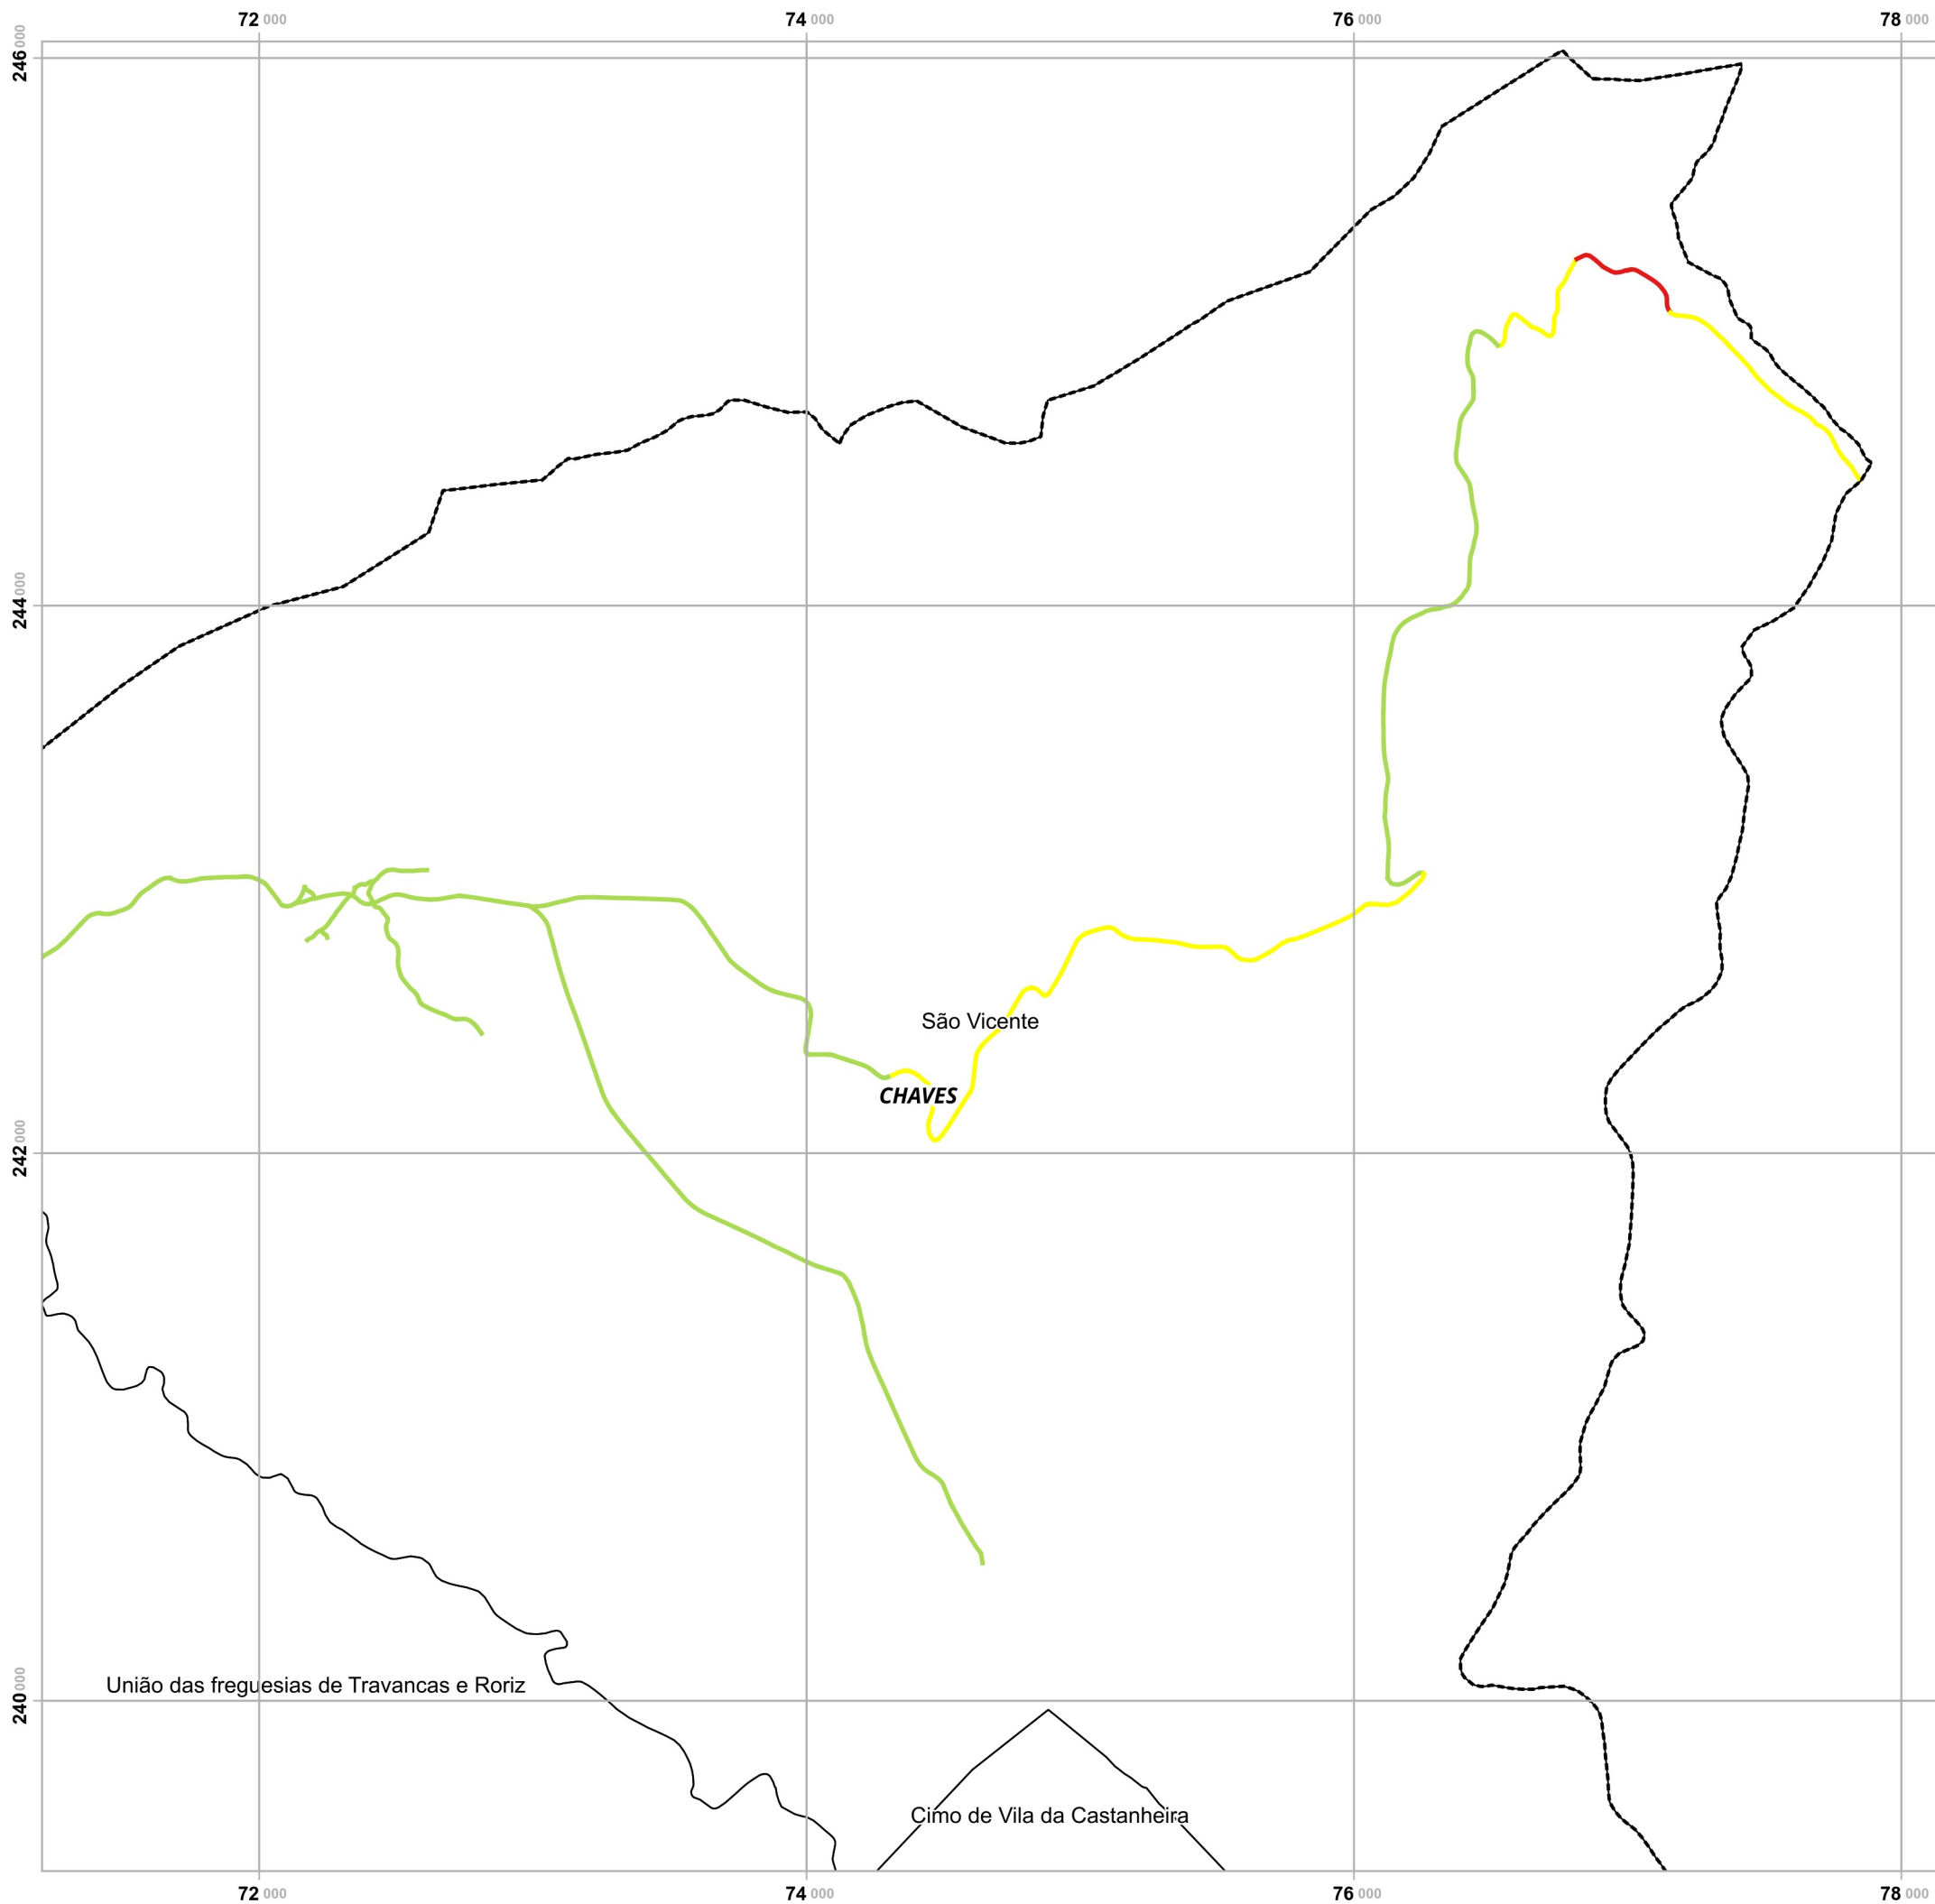 72 000 74 000 76 000 78 000
246 000
244 000
São Vicente
CHAVES
242 000
União das freguesias de Travancas e Roriz
240 000
Cimo de Vila da Castanheira
72 000 74 000 76 000 78 000